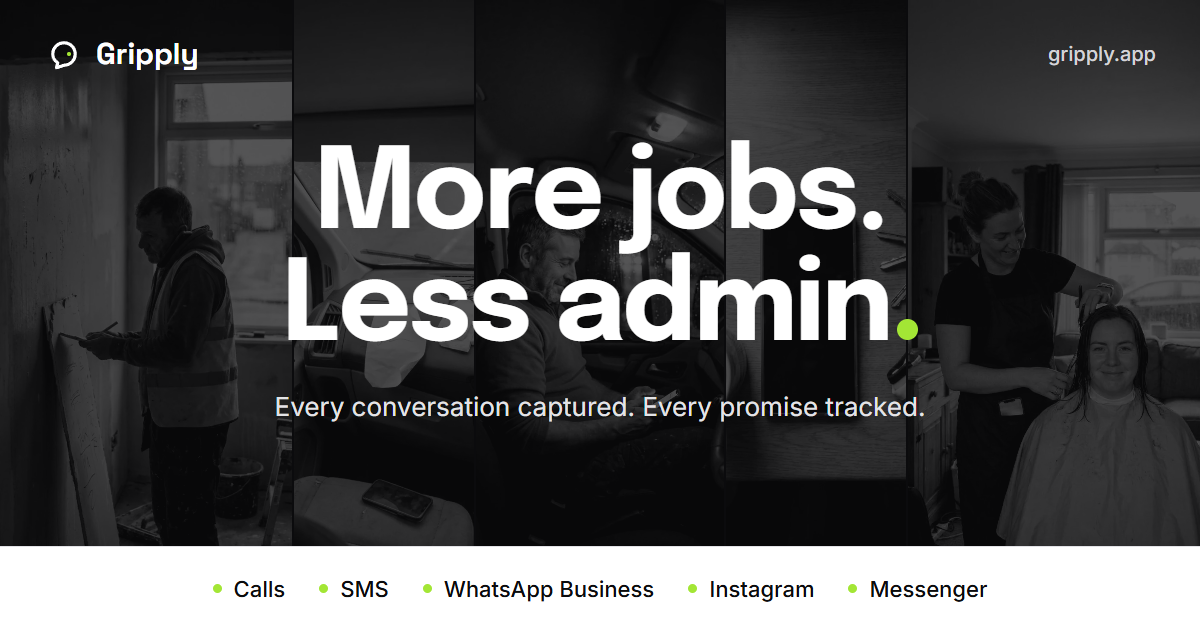 Gripply
gripply.app
More jobs.
Less admin.
Every conversation captured. Every promise tracked.
Calls
SMS
WhatsApp Business
Instagram
Messenger